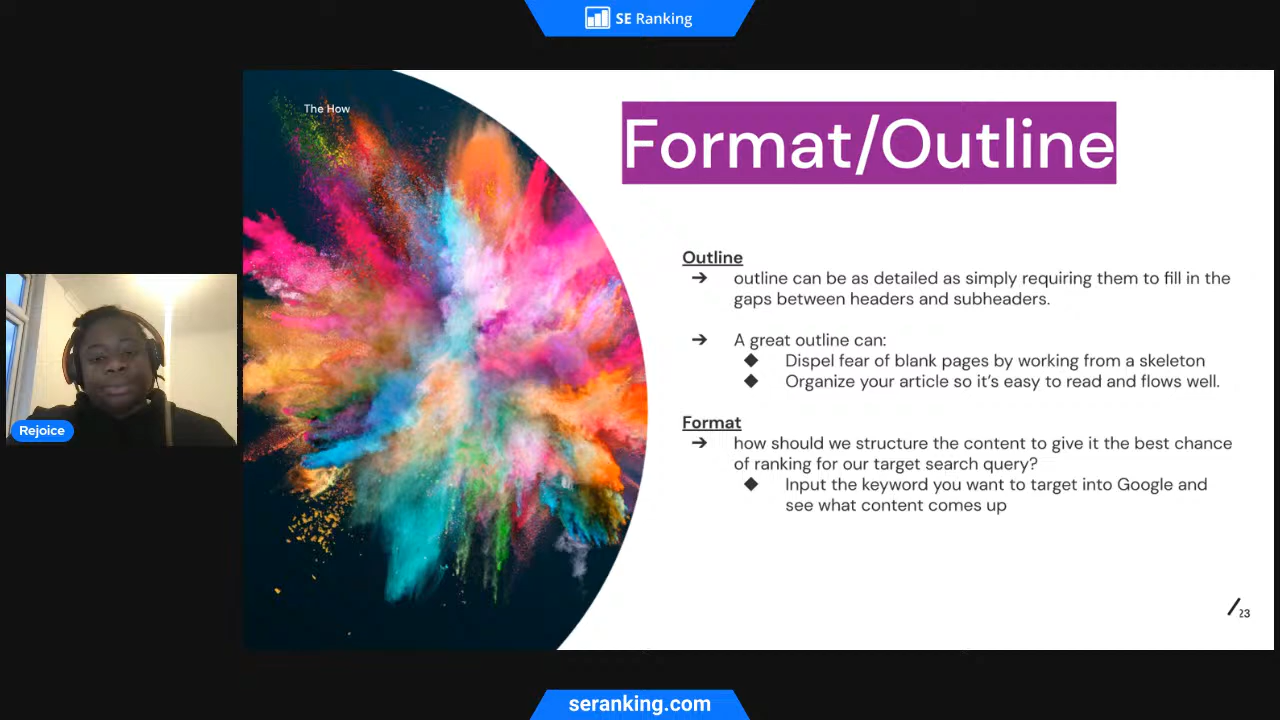 SE Ranking
The How
Format/Outline
Outline
➔ outline can be as detailed as simply requiring them to fill in the
gaps between headers and subheaders.
➔ A great outline can:
◆ Dispel fear of blank pages by working from a skeleton
◆ Organize your article so it's easy to read and flows well.
Format
➔ how should we structure the content to give it the best chance
of ranking for our target search query?
◆ Input the keyword you want to target into Google and
see what content comes up
Rejoice
/23
seranking.com